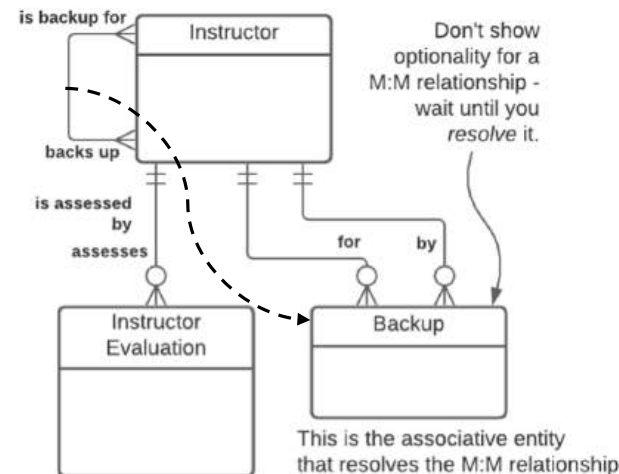 is backup for
Instructor
Don't show
optionality for a
M:M relationship -
wait until you
resolve it.
backs up
is assessed
by
assesses
for
by
Instructor
Evaluation
Backup
This is the associative entity
that resolves the M:M relationship